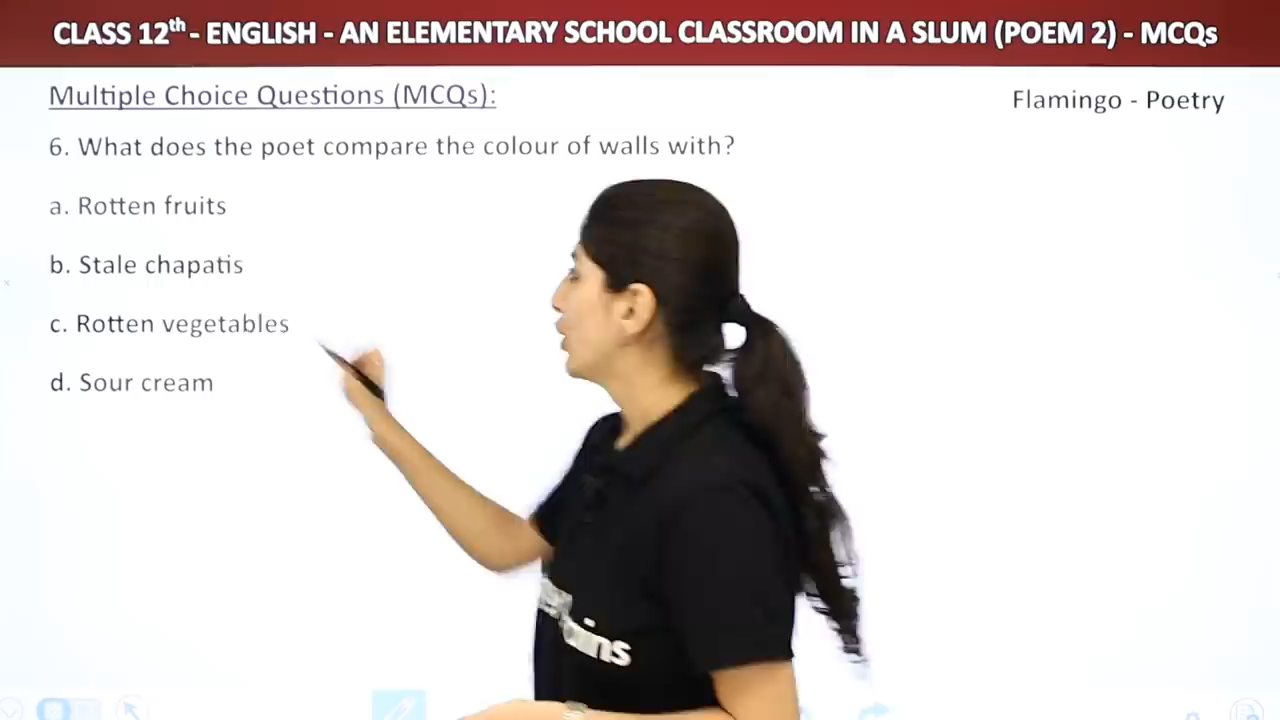 CLASS 12th - ENGLISH - AN ELEMENTARY SCHOOL CLASSROOM IN A SLUM (POEM 2) - MCQs
Multiple Choice Questions (MCQs):
Flamingo - Poetry
6. What does the poet compare the colour of walls with?
a. Rotten fruits
b. Stale chapatis
c. Rotten vegetables
d. Sour cream